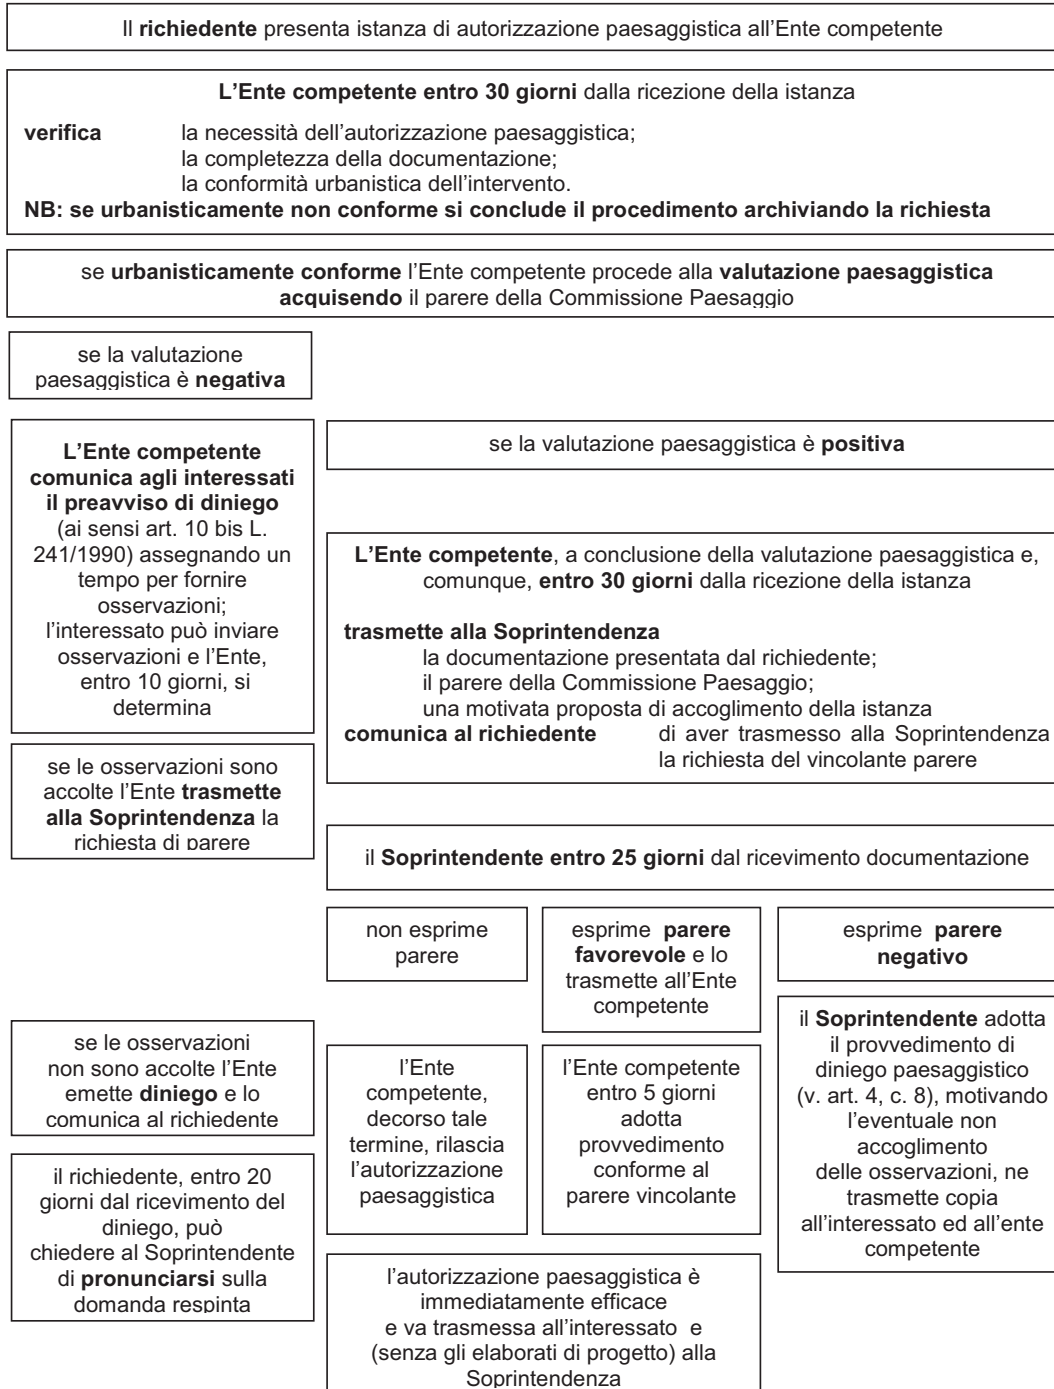 Il richiedente presenta istanza di autorizzazione paesaggistica all'Ente competente
L'Ente competente entro 30 giorni dalla ricezione della istanza
verifica la necessità dell'autorizzazione paesaggistica;
la completezza della documentazione;
la conformità urbanistica dell'intervento.
NB: se urbanisticamente non conforme si conclude il procedimento archiviando la richiesta
se urbanisticamente conforme l'Ente competente procede alla valutazione paesaggistica
acquisendo il parere della Commissione Paesaggio
se la valutazione
paesaggistica è negativa
L'Ente competente
comunica agli interessati
il preavviso di diniego
(ai sensi art. 10 bis L.
241/1990) assegnando un
tempo per fornire
osservazioni;
l'interessato può inviare
osservazioni e l'Ente,
entro 10 giorni, si
determina
se la valutazione paesaggistica è positiva
L'Ente competente, a conclusione della valutazione paesaggistica e,
comunque, entro 30 giorni dalla ricezione della istanza
trasmette alla Soprintendenza
la documentazione presentata dal richiedente;
il parere della Commissione Paesaggio;
una motivata proposta di accoglimento della istanza
comunica al richiedente di aver trasmesso alla Soprintendenza
la richiesta del vincolante parere
se le osservazioni sono
accolte l'Ente trasmette
alla Soprintendenza la
richiesta di parere
il Soprintendente entro 25 giorni dal ricevimento documentazione
non esprime
parere
esprime parere
favorevole e lo
trasmette all'Ente
competente
esprime parere
negativo
se le osservazioni
non sono accolte l'Ente
emette diniego e lo
comunica al richiedente
l'Ente
competente,
decorso tale
termine, rilascia
l'autorizzazione
paesaggistica
l'Ente competente
entro 5 giorni
adotta
provvedimento
conforme al
parere vincolante
il Soprintendente adotta
il provvedimento di
diniego paesaggistico
(v. art. 4, c. 8), motivando
l'eventuale non
accoglimento
delle osservazioni, ne
trasmette copia
all'interessato ed all'ente
competente
il richiedente, entro 20
giorni dal ricevimento del
diniego, può
chiedere al Soprintendente
di pronunciarsi sulla
domanda respinta
l'autorizzazione paesaggistica è
immediatamente efficace
e va trasmessa all'interessato e
(senza gli elaborati di progetto) alla
Soprintendenza